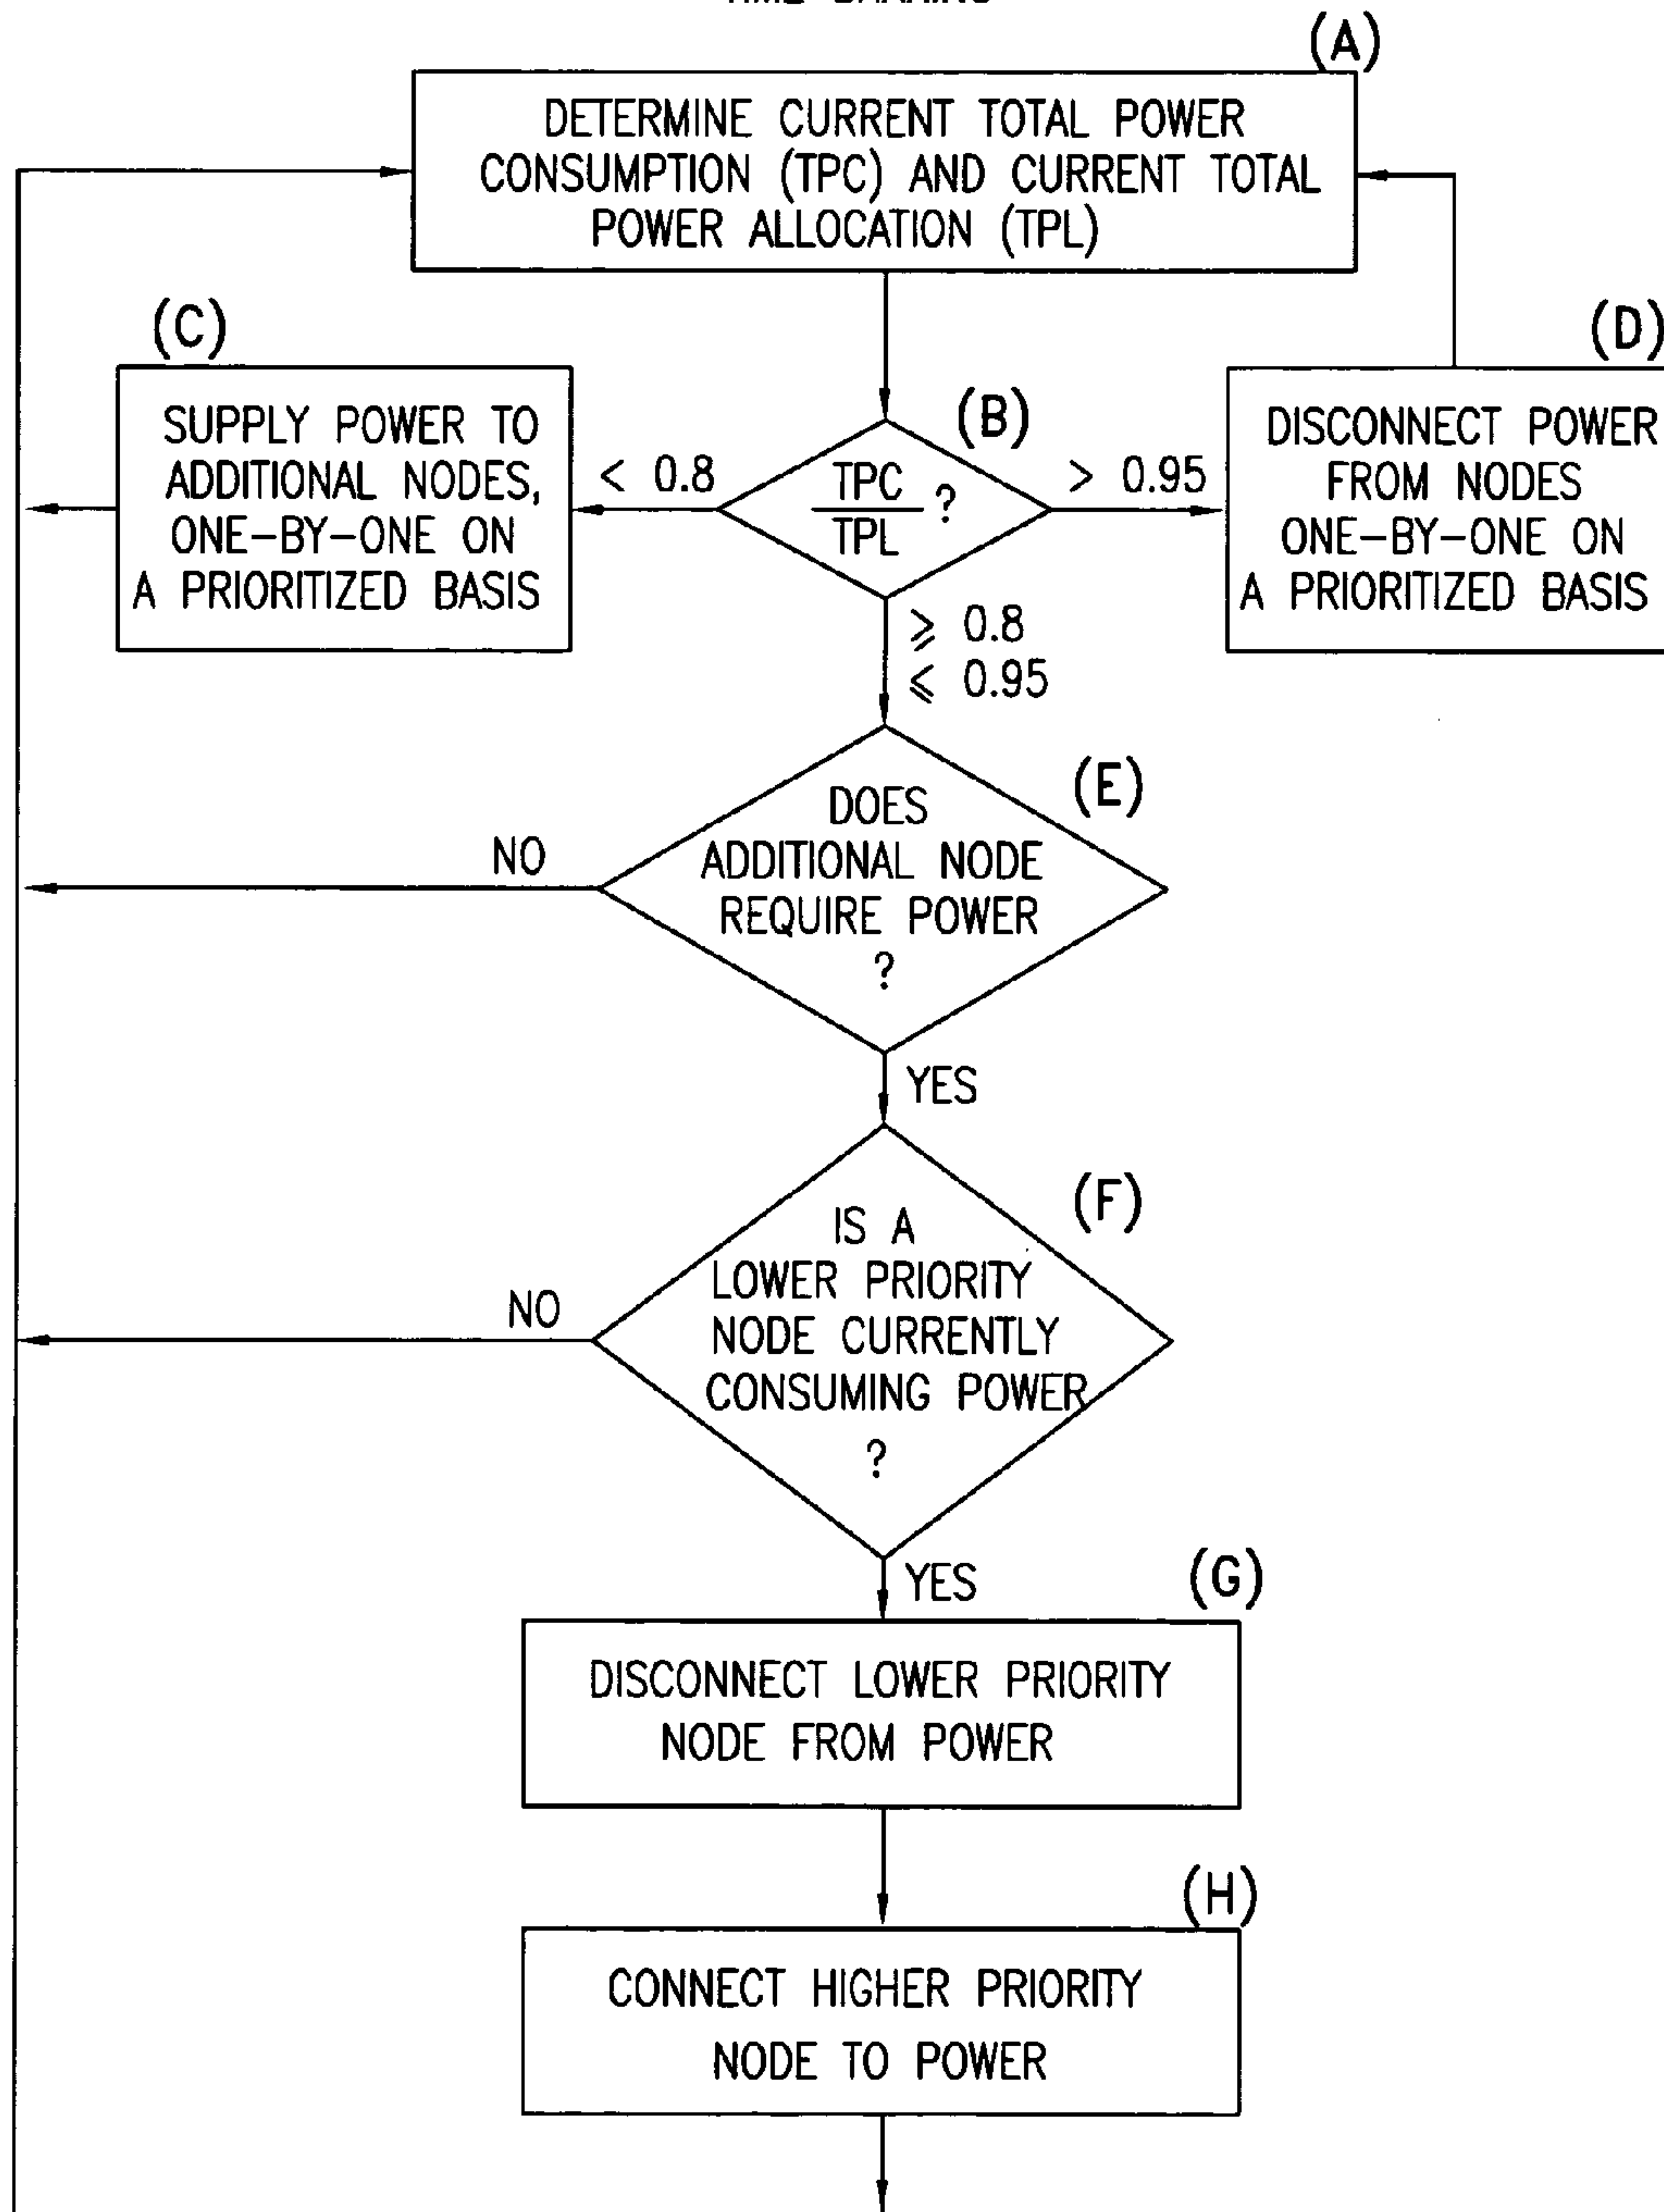 (A)
DETERMINE CURRENT TOTAL POWER
CONSUMPTION (TPC) AND CURRENT TOTAL
POWER ALLOCATION (TPL)
(C)
SUPPLY POWER TO
ADDITIONAL NODES,
ONE-BY-ONE ON
A PRIORITIZED BASIS
< 0.8
(B)
TPC
TPL
?
> 0.95
(D)
DISCONNECT POWER
FROM NODES
ONE-BY-ONE ON
A PRIORITIZED BASIS
⩾ 0.8
⩽ 0.95
(E)
DOES
ADDITIONAL NODE
REQUIRE POWER
?
NO
YES
(F)
IS A
LOWER PRIORITY
NODE CURRENTLY
CONSUMING POWER
?
NO
YES
(G)
DISCONNECT LOWER PRIORITY
NODE FROM POWER
(H)
CONNECT HIGHER PRIORITY
NODE TO POWER